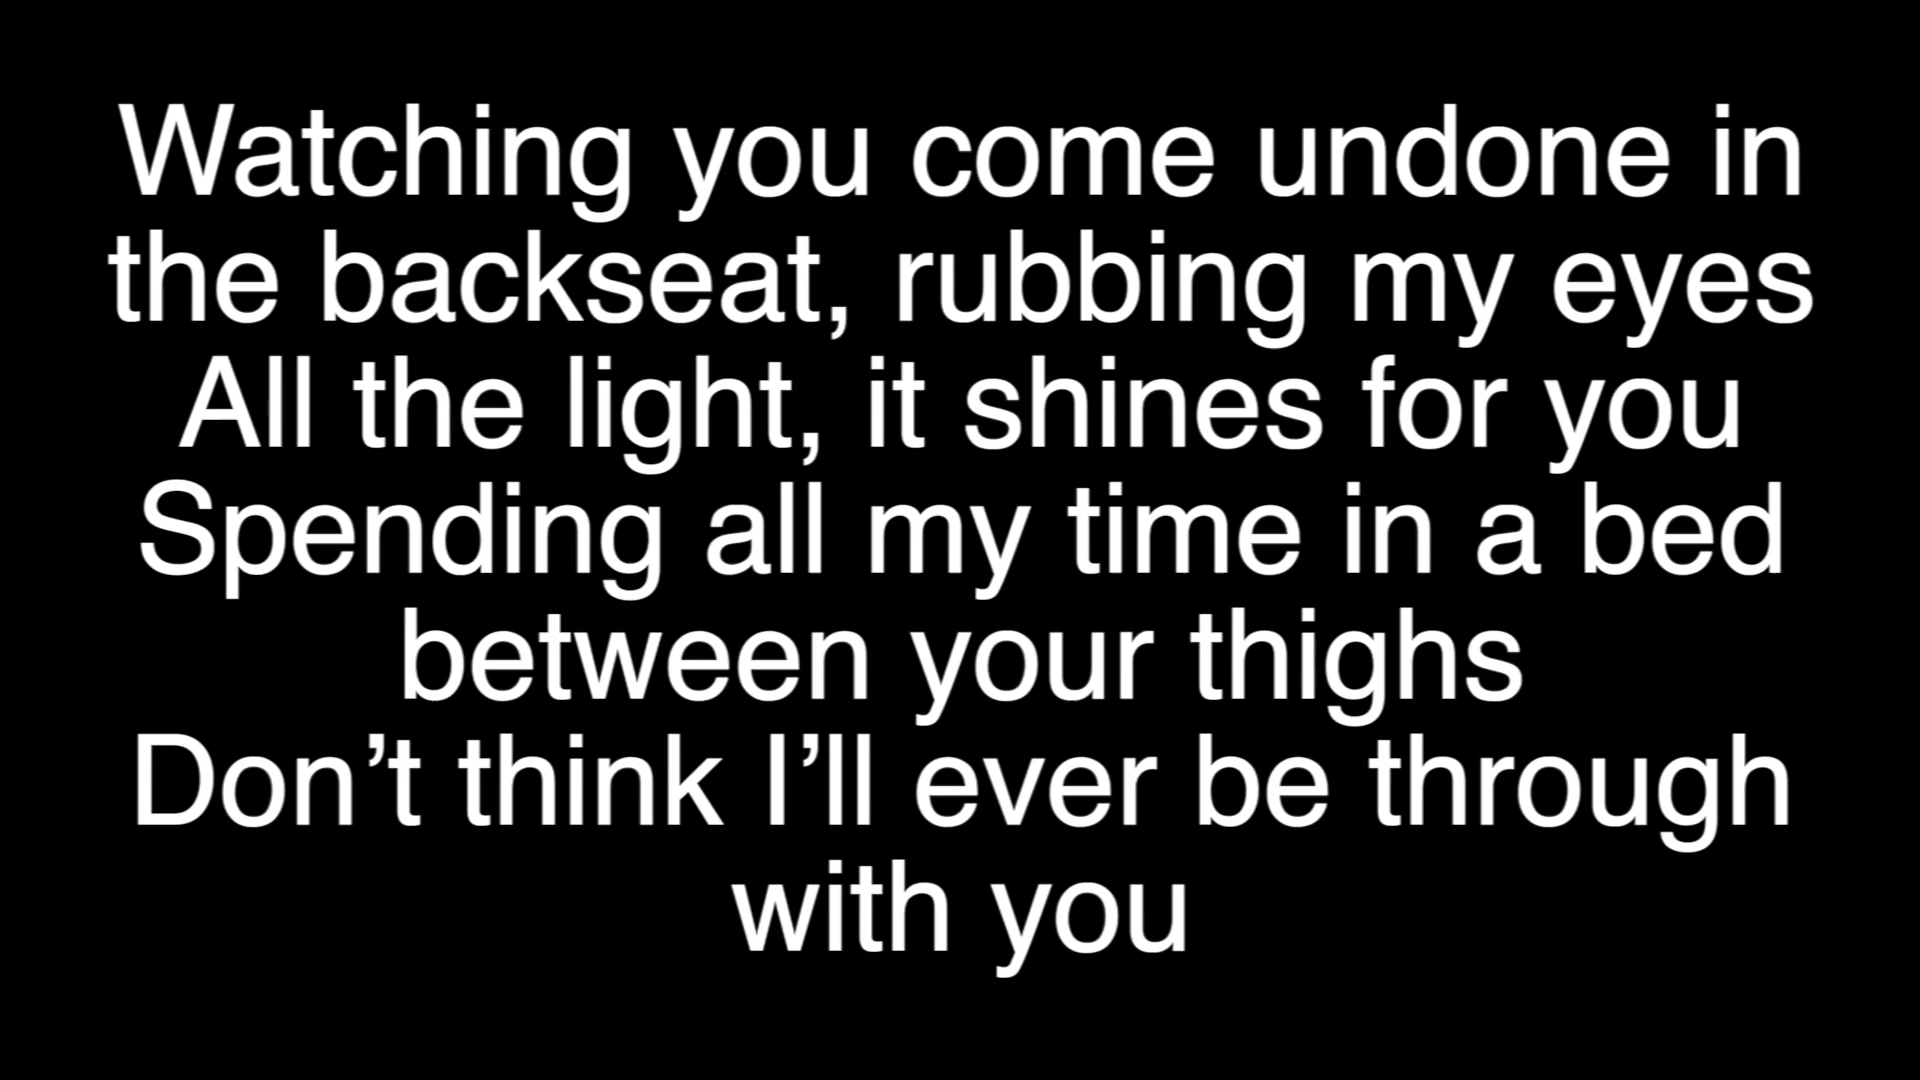 Watching you come undone in
the backseat, rubbing my eyes
All the light, it shines for you
Spending all my time in a bed
between your thighs
Don’t think I’ll ever be through
with you